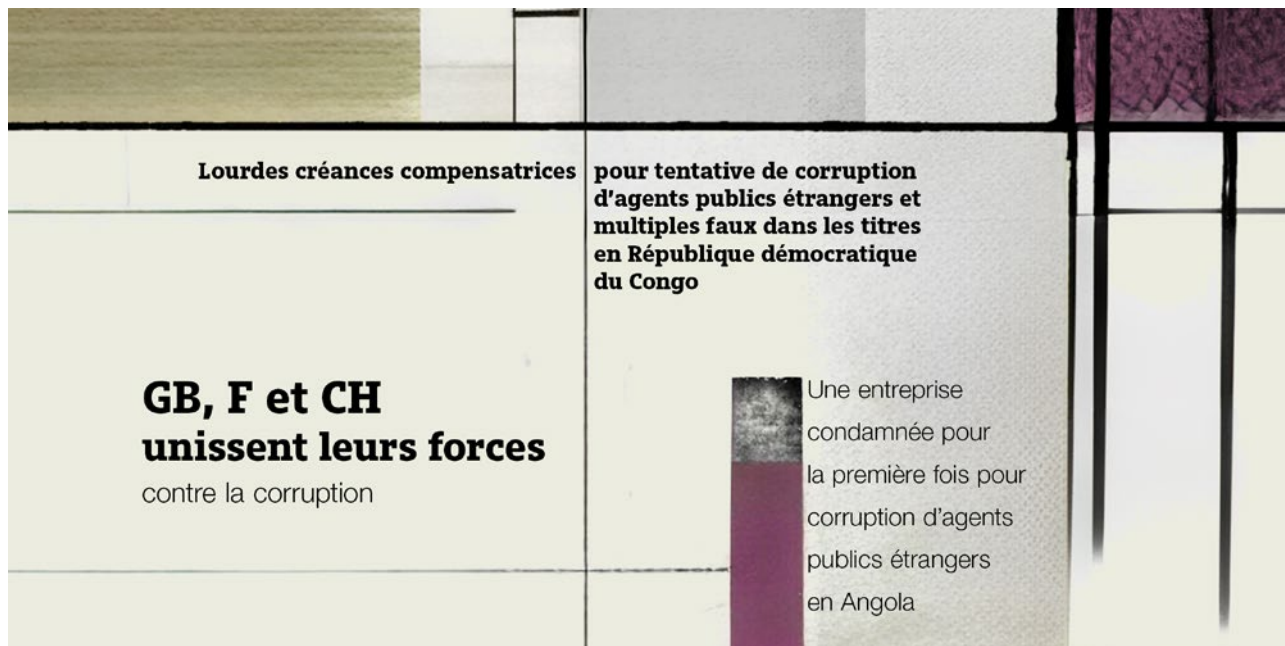 Lourdes créances compensatrices pour tentative de corruption
d'agents publics étrangers et
multiples faux dans les titres
en République démocratique
du Congo
GB, F et CH
unissent leurs forces
contre la corruption
Une entreprise
condamnée pour
la première fois pour
corruption d'agents
publics étrangers
en Angola